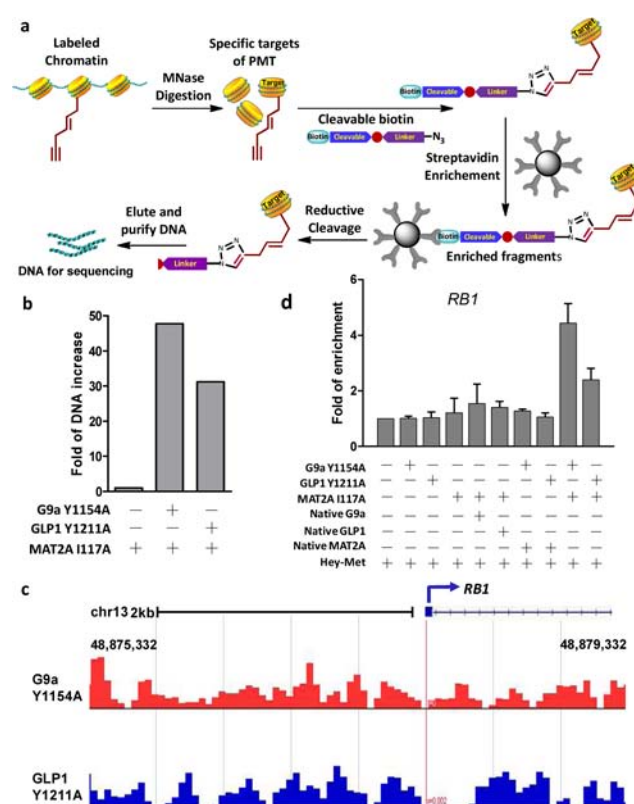 a
Labeled
Chromatin
MNase
Digestion
Specific targets
of PMT
Target
Cleavable biotin
Biotin Cleavable Linker N3
Biotin Cleavable Linker
N N N
Target
Streptavidin
Enrichement
Target
Biotin Cleavable Linker
N N N
Enriched fragments
Reductive
Cleavage
Target
Linker
N N N
Elute and
purify DNA
DNA for sequencing
b
Fold of DNA increase
50
40
30
20
10
0
G9a Y1154A − + −
GLP1 Y1211A − − +
MAT2A I117A + + +
d
RB1
Fold of enrichment
6
4
2
0
G9a Y1154A − + − − − − + − + −
GLP1 Y1211A − − + − − − − + − +
MAT2A I117A − − − + + + − − + +
Native G9a − − − − + − − − − −
Native GLP1 − − − − − + − − − −
Native MAT2A − − − − − − + + − −
Hey-Met + + + + + + + + + +
c
chr13 2kb
RB1
48,875,332
48,879,332
G9a
Y1154A
GLP1
Y1211A